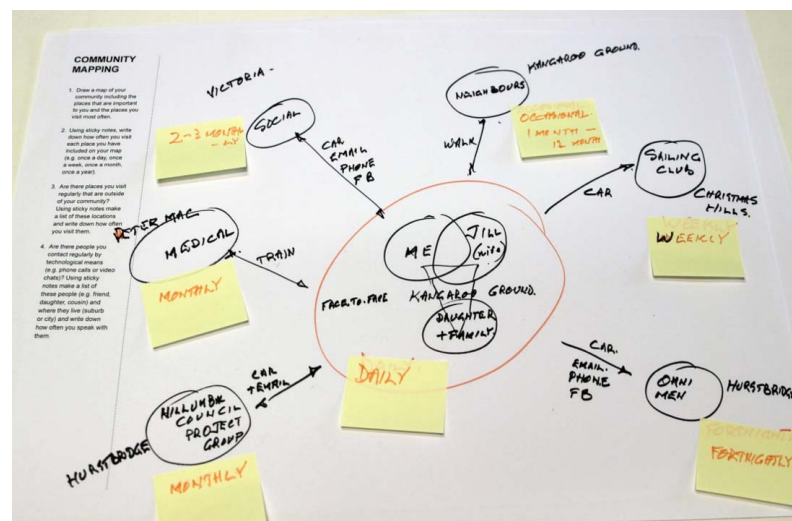 COMMUNITY
MAPPING
1. Draw a map of your
community including the
places that are important
to you and the places you
visit most often.
2. Using sticky notes, write
down how often you visit
each place you have
included on your map
(e.g. once a day, once
a week, once a month,
once a year).
3. Are there places you visit
regularly that are outside
of your community?
Using sticky notes make
a list of these locations
and write down how often
you visit them.
4. Are there people you
contact regularly by
technological means
(e.g. phone calls or video
chats)? Using sticky
notes make a list of
these people (e.g. friend,
daughter, cousin) and
where they live (suburb
or city) and write down
how often you speak with
them.
VICTORIA.
SOCIAL
2-3 MONTH
-LY
CAR
EMAIL
PHONE
FB
KANGAROO GROUND.
NEIGHBOURS
WALK
OCCASIONAL
1 MONTH -
12 MONTH
SAILING
CLUB
CAR
CHRISTMAS
HILLS.
WEEKLY
WEEKLY
PETER MAC
MEDICAL
TRAIN
MONTHLY
ME
JILL
(wife)
FACE.TO.FACE
KANGAROO GROUND.
DAUGHTER
+ FAMILY
DAILY
CAR.
EMAIL.
PHONE
FB
OMNI
MEN
HURSTBRIDGE
FORTNIGHTLY
FORTNIGHTLY
CAR
+ EMAIL
NILLUMBIK
COUNCIL
PROJECT
GROUP
HURSTBRIDGE
MONTHLY